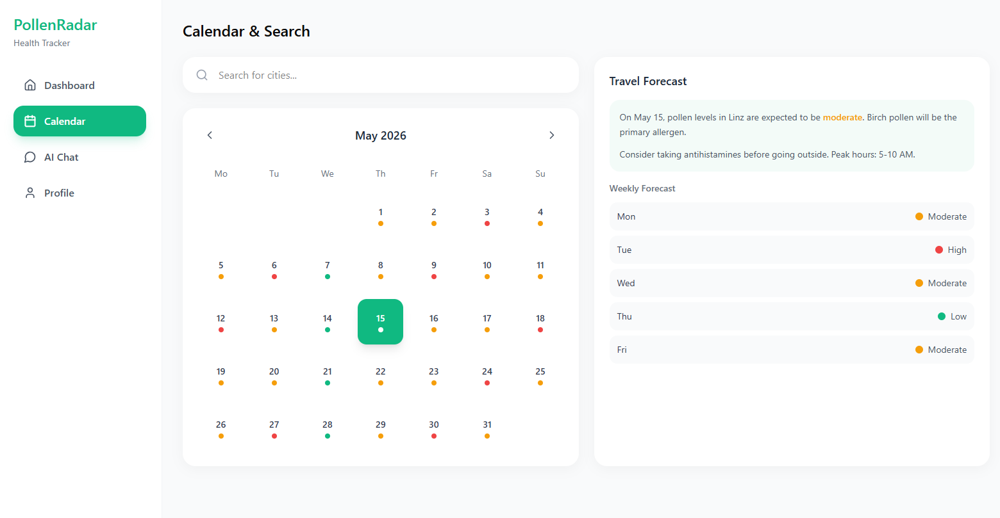 PollenRadar
Health Tracker
Dashboard
Calendar
AI Chat
Profile
Calendar & Search
Search for cities...
May 2026
Mo Tu We Th Fr Sa Su
1 2 3 4
5 6 7 8 9 10 11
12 13 14 15 16 17 18
19 20 21 22 23 24 25
26 27 28 29 30 31
Travel Forecast
On May 15, pollen levels in Linz are expected to be moderate. Birch pollen will be the
primary allergen.
Consider taking antihistamines before going outside. Peak hours: 5-10 AM.
Weekly Forecast
Mon Moderate
Tue High
Wed Moderate
Thu Low
Fri Moderate